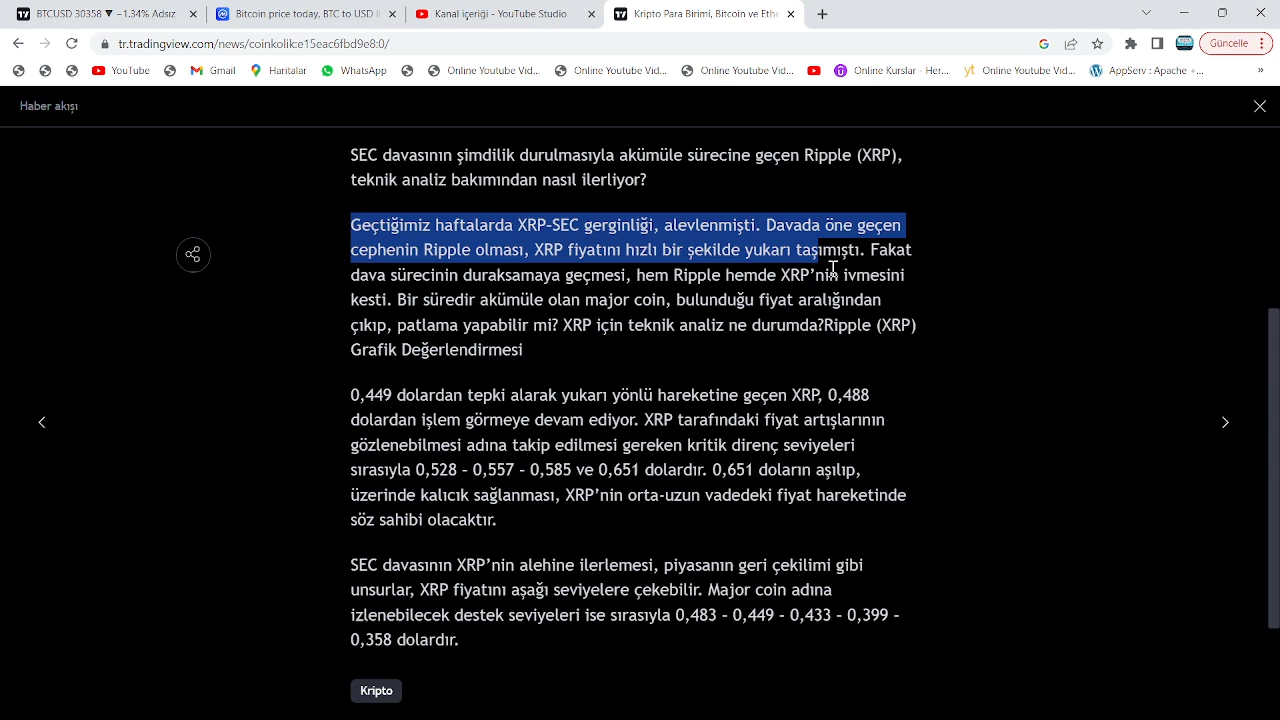 BTCUSD 30358 ▼ −1.34% Adsız
Bitcoin price today, BTC to USD li
Kanal içeriği - YouTube Studio
Kripto Para Birimi, Bitcoin ve Ethe
tr.tradingview.com/news/coinkolik:ce15eac6fbd9e8:0/
Güncelle
YouTube
Gmail
Haritalar
WhatsApp
Online Youtube Vid...
Online Youtube Vid...
Online Youtube Vid...
Online Kurslar - Her...
yt Online Youtube Vid...
AppServ : Apache +...
»
Haber akışı
SEC davasının şimdilik durulmasıyla akümüle sürecine geçen Ripple (XRP),
teknik analiz bakımından nasıl ilerliyor?
Geçtiğimiz haftalarda XRP-SEC gerginliği, alevlenmişti. Davada öne geçen
cephenin Ripple olması, XRP fiyatını hızlı bir şekilde yukarı taşımıştı. Fakat
dava sürecinin duraksamaya geçmesi, hem Ripple hemde XRP’nin ivmesini
kesti. Bir süredir akümüle olan major coin, bulunduğu fiyat aralığından
çıkıp, patlama yapabilir mi? XRP için teknik analiz ne durumda?Ripple (XRP)
Grafik Değerlendirmesi
0,449 dolardan tepki alarak yukarı yönlü hareketine geçen XRP, 0,488
dolardan işlem görmeye devam ediyor. XRP tarafındaki fiyat artışlarının
gözlenebilmesi adına takip edilmesi gereken kritik direnç seviyeleri
sırasıyla 0,528 - 0,557 - 0,585 ve 0,651 dolardır. 0,651 doların aşılıp,
üzerinde kalıcık sağlanması, XRP’nin orta-uzun vadedeki fiyat hareketinde
söz sahibi olacaktır.
SEC davasının XRP’nin alehine ilerlemesi, piyasanın geri çekilimi gibi
unsurlar, XRP fiyatını aşağı seviyelere çekebilir. Major coin adına
izlenebilecek destek seviyeleri ise sırasıyla 0,483 - 0,449 - 0,433 - 0,399 -
0,358 dolardır.
Kripto